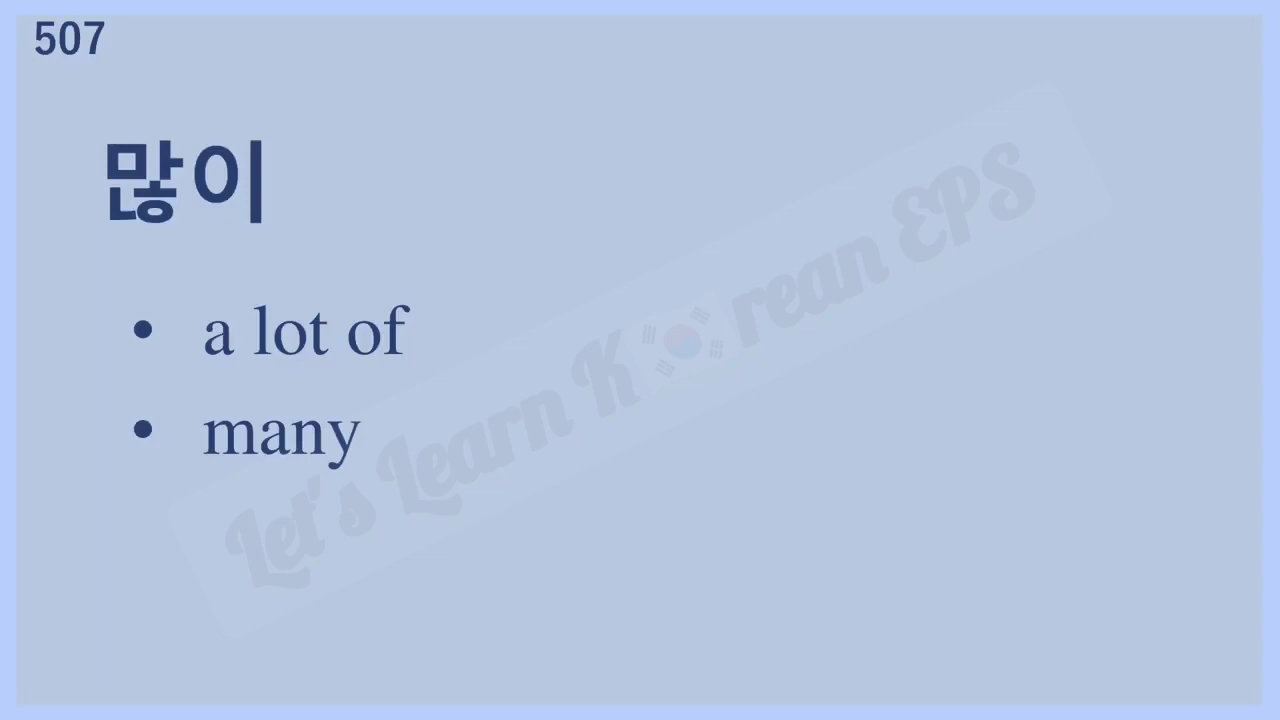 507
많이
• a lot of
• many
Let's Learn Korean EPS